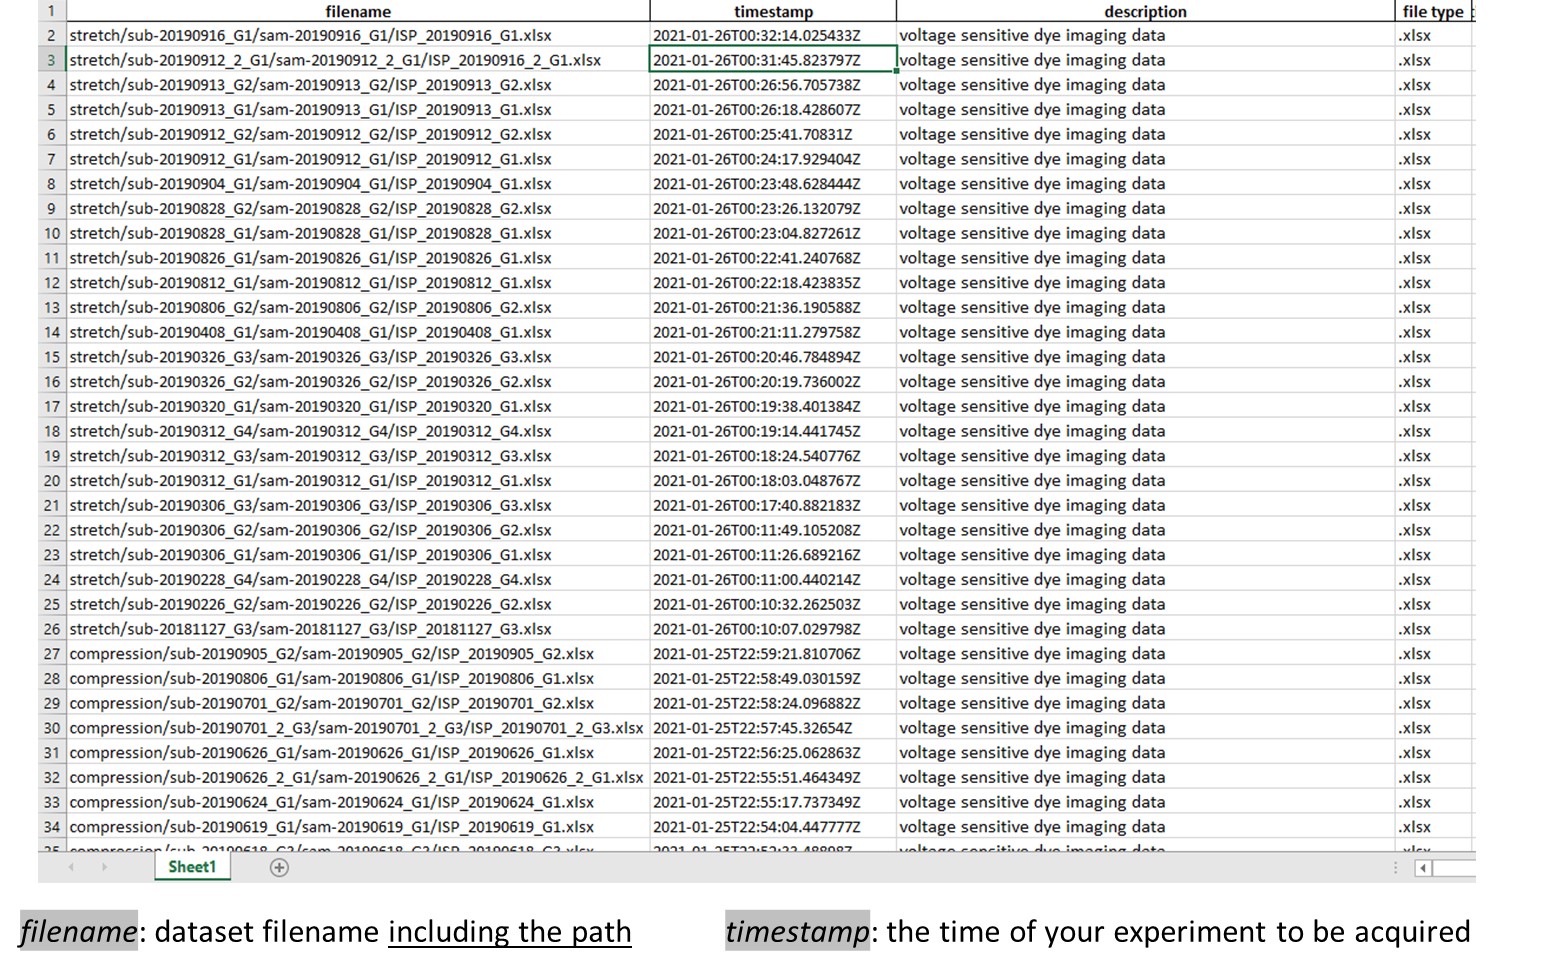 1 filename timestamp description file type
2 stretch/sub-20190916_G1/sam-20190916_G1/ISP_20190916_G1.xlsx 2021-01-26T00:32:14.025433Z voltage sensitive dye imaging data .xlsx
3 stretch/sub-20190912_2_G1/sam-20190912_2_G1/ISP_20190916_2_G1.xlsx 2021-01-26T00:31:45.823797Z voltage sensitive dye imaging data .xlsx
4 stretch/sub-20190913_G2/sam-20190913_G2/ISP_20190913_G2.xlsx 2021-01-26T00:26:56.705738Z voltage sensitive dye imaging data .xlsx
5 stretch/sub-20190913_G1/sam-20190913_G1/ISP_20190913_G1.xlsx 2021-01-26T00:26:18.428607Z voltage sensitive dye imaging data .xlsx
6 stretch/sub-20190912_G2/sam-20190912_G2/ISP_20190912_G2.xlsx 2021-01-26T00:25:41.70831Z voltage sensitive dye imaging data .xlsx
7 stretch/sub-20190912_G1/sam-20190912_G1/ISP_20190912_G1.xlsx 2021-01-26T00:24:17.929404Z voltage sensitive dye imaging data .xlsx
8 stretch/sub-20190904_G1/sam-20190904_G1/ISP_20190904_G1.xlsx 2021-01-26T00:23:48.628444Z voltage sensitive dye imaging data .xlsx
9 stretch/sub-20190828_G2/sam-20190828_G2/ISP_20190828_G2.xlsx 2021-01-26T00:23:26.132079Z voltage sensitive dye imaging data .xlsx
10 stretch/sub-20190828_G1/sam-20190828_G1/ISP_20190828_G1.xlsx 2021-01-26T00:23:04.827261Z voltage sensitive dye imaging data .xlsx
11 stretch/sub-20190826_G1/sam-20190826_G1/ISP_20190826_G1.xlsx 2021-01-26T00:22:41.240768Z voltage sensitive dye imaging data .xlsx
12 stretch/sub-20190812_G1/sam-20190812_G1/ISP_20190812_G1.xlsx 2021-01-26T00:22:18.423835Z voltage sensitive dye imaging data .xlsx
13 stretch/sub-20190806_G2/sam-20190806_G2/ISP_20190806_G2.xlsx 2021-01-26T00:21:36.190588Z voltage sensitive dye imaging data .xlsx
14 stretch/sub-20190408_G1/sam-20190408_G1/ISP_20190408_G1.xlsx 2021-01-26T00:21:11.279758Z voltage sensitive dye imaging data .xlsx
15 stretch/sub-20190326_G3/sam-20190326_G3/ISP_20190326_G3.xlsx 2021-01-26T00:20:46.784894Z voltage sensitive dye imaging data .xlsx
16 stretch/sub-20190326_G2/sam-20190326_G2/ISP_20190326_G2.xlsx 2021-01-26T00:20:19.736002Z voltage sensitive dye imaging data .xlsx
17 stretch/sub-20190320_G1/sam-20190320_G1/ISP_20190320_G1.xlsx 2021-01-26T00:19:38.401384Z voltage sensitive dye imaging data .xlsx
18 stretch/sub-20190312_G4/sam-20190312_G4/ISP_20190312_G4.xlsx 2021-01-26T00:19:14.441745Z voltage sensitive dye imaging data .xlsx
19 stretch/sub-20190312_G3/sam-20190312_G3/ISP_20190312_G3.xlsx 2021-01-26T00:18:24.540776Z voltage sensitive dye imaging data .xlsx
20 stretch/sub-20190312_G1/sam-20190312_G1/ISP_20190312_G1.xlsx 2021-01-26T00:18:03.048767Z voltage sensitive dye imaging data .xlsx
21 stretch/sub-20190306_G3/sam-20190306_G3/ISP_20190306_G3.xlsx 2021-01-26T00:17:40.882183Z voltage sensitive dye imaging data .xlsx
22 stretch/sub-20190306_G2/sam-20190306_G2/ISP_20190306_G2.xlsx 2021-01-26T00:11:49.105208Z voltage sensitive dye imaging data .xlsx
23 stretch/sub-20190306_G1/sam-20190306_G1/ISP_20190306_G1.xlsx 2021-01-26T00:11:26.689216Z voltage sensitive dye imaging data .xlsx
24 stretch/sub-20190228_G4/sam-20190228_G4/ISP_20190228_G4.xlsx 2021-01-26T00:11:00.440214Z voltage sensitive dye imaging data .xlsx
25 stretch/sub-20190226_G2/sam-20190226_G2/ISP_20190226_G2.xlsx 2021-01-26T00:10:32.262503Z voltage sensitive dye imaging data .xlsx
26 stretch/sub-20181127_G3/sam-20181127_G3/ISP_20181127_G3.xlsx 2021-01-26T00:10:07.029798Z voltage sensitive dye imaging data .xlsx
27 compression/sub-20190905_G2/sam-20190905_G2/ISP_20190905_G2.xlsx 2021-01-25T22:59:21.810706Z voltage sensitive dye imaging data .xlsx
28 compression/sub-20190806_G1/sam-20190806_G1/ISP_20190806_G1.xlsx 2021-01-25T22:58:49.030159Z voltage sensitive dye imaging data .xlsx
29 compression/sub-20190701_G2/sam-20190701_G2/ISP_20190701_G2.xlsx 2021-01-25T22:58:24.096882Z voltage sensitive dye imaging data .xlsx
30 compression/sub-20190701_2_G3/sam-20190701_2_G3/ISP_20190701_2_G3.xlsx 2021-01-25T22:57:45.32654Z voltage sensitive dye imaging data .xlsx
31 compression/sub-20190626_G1/sam-20190626_G1/ISP_20190626_G1.xlsx 2021-01-25T22:56:25.062863Z voltage sensitive dye imaging data .xlsx
32 compression/sub-20190626_2_G1/sam-20190626_2_G1/ISP_20190626_2_G1.xlsx 2021-01-25T22:55:51.464349Z voltage sensitive dye imaging data .xlsx
33 compression/sub-20190624_G1/sam-20190624_G1/ISP_20190624_G1.xlsx 2021-01-25T22:55:17.737349Z voltage sensitive dye imaging data .xlsx
34 compression/sub-20190619_G1/sam-20190619_G1/ISP_20190619_G1.xlsx 2021-01-25T22:54:04.447777Z voltage sensitive dye imaging data .xlsx
Sheet1
filename: dataset filename including the path timestamp: the time of your experiment to be acquired